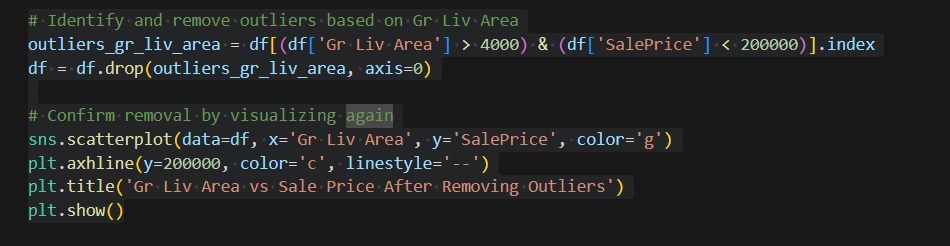 # Identify and remove outliers based on Gr Liv Area
outliers_gr_liv_area = df[(df['Gr Liv Area'] > 4000) & (df['SalePrice'] < 200000)].index
df = df.drop(outliers_gr_liv_area, axis=0)
# Confirm removal by visualizing again
sns.scatterplot(data=df, x='Gr Liv Area', y='SalePrice', color='g')
plt.axhline(y=200000, color='c', linestyle='--')
plt.title('Gr Liv Area vs Sale Price After Removing Outliers')
plt.show()